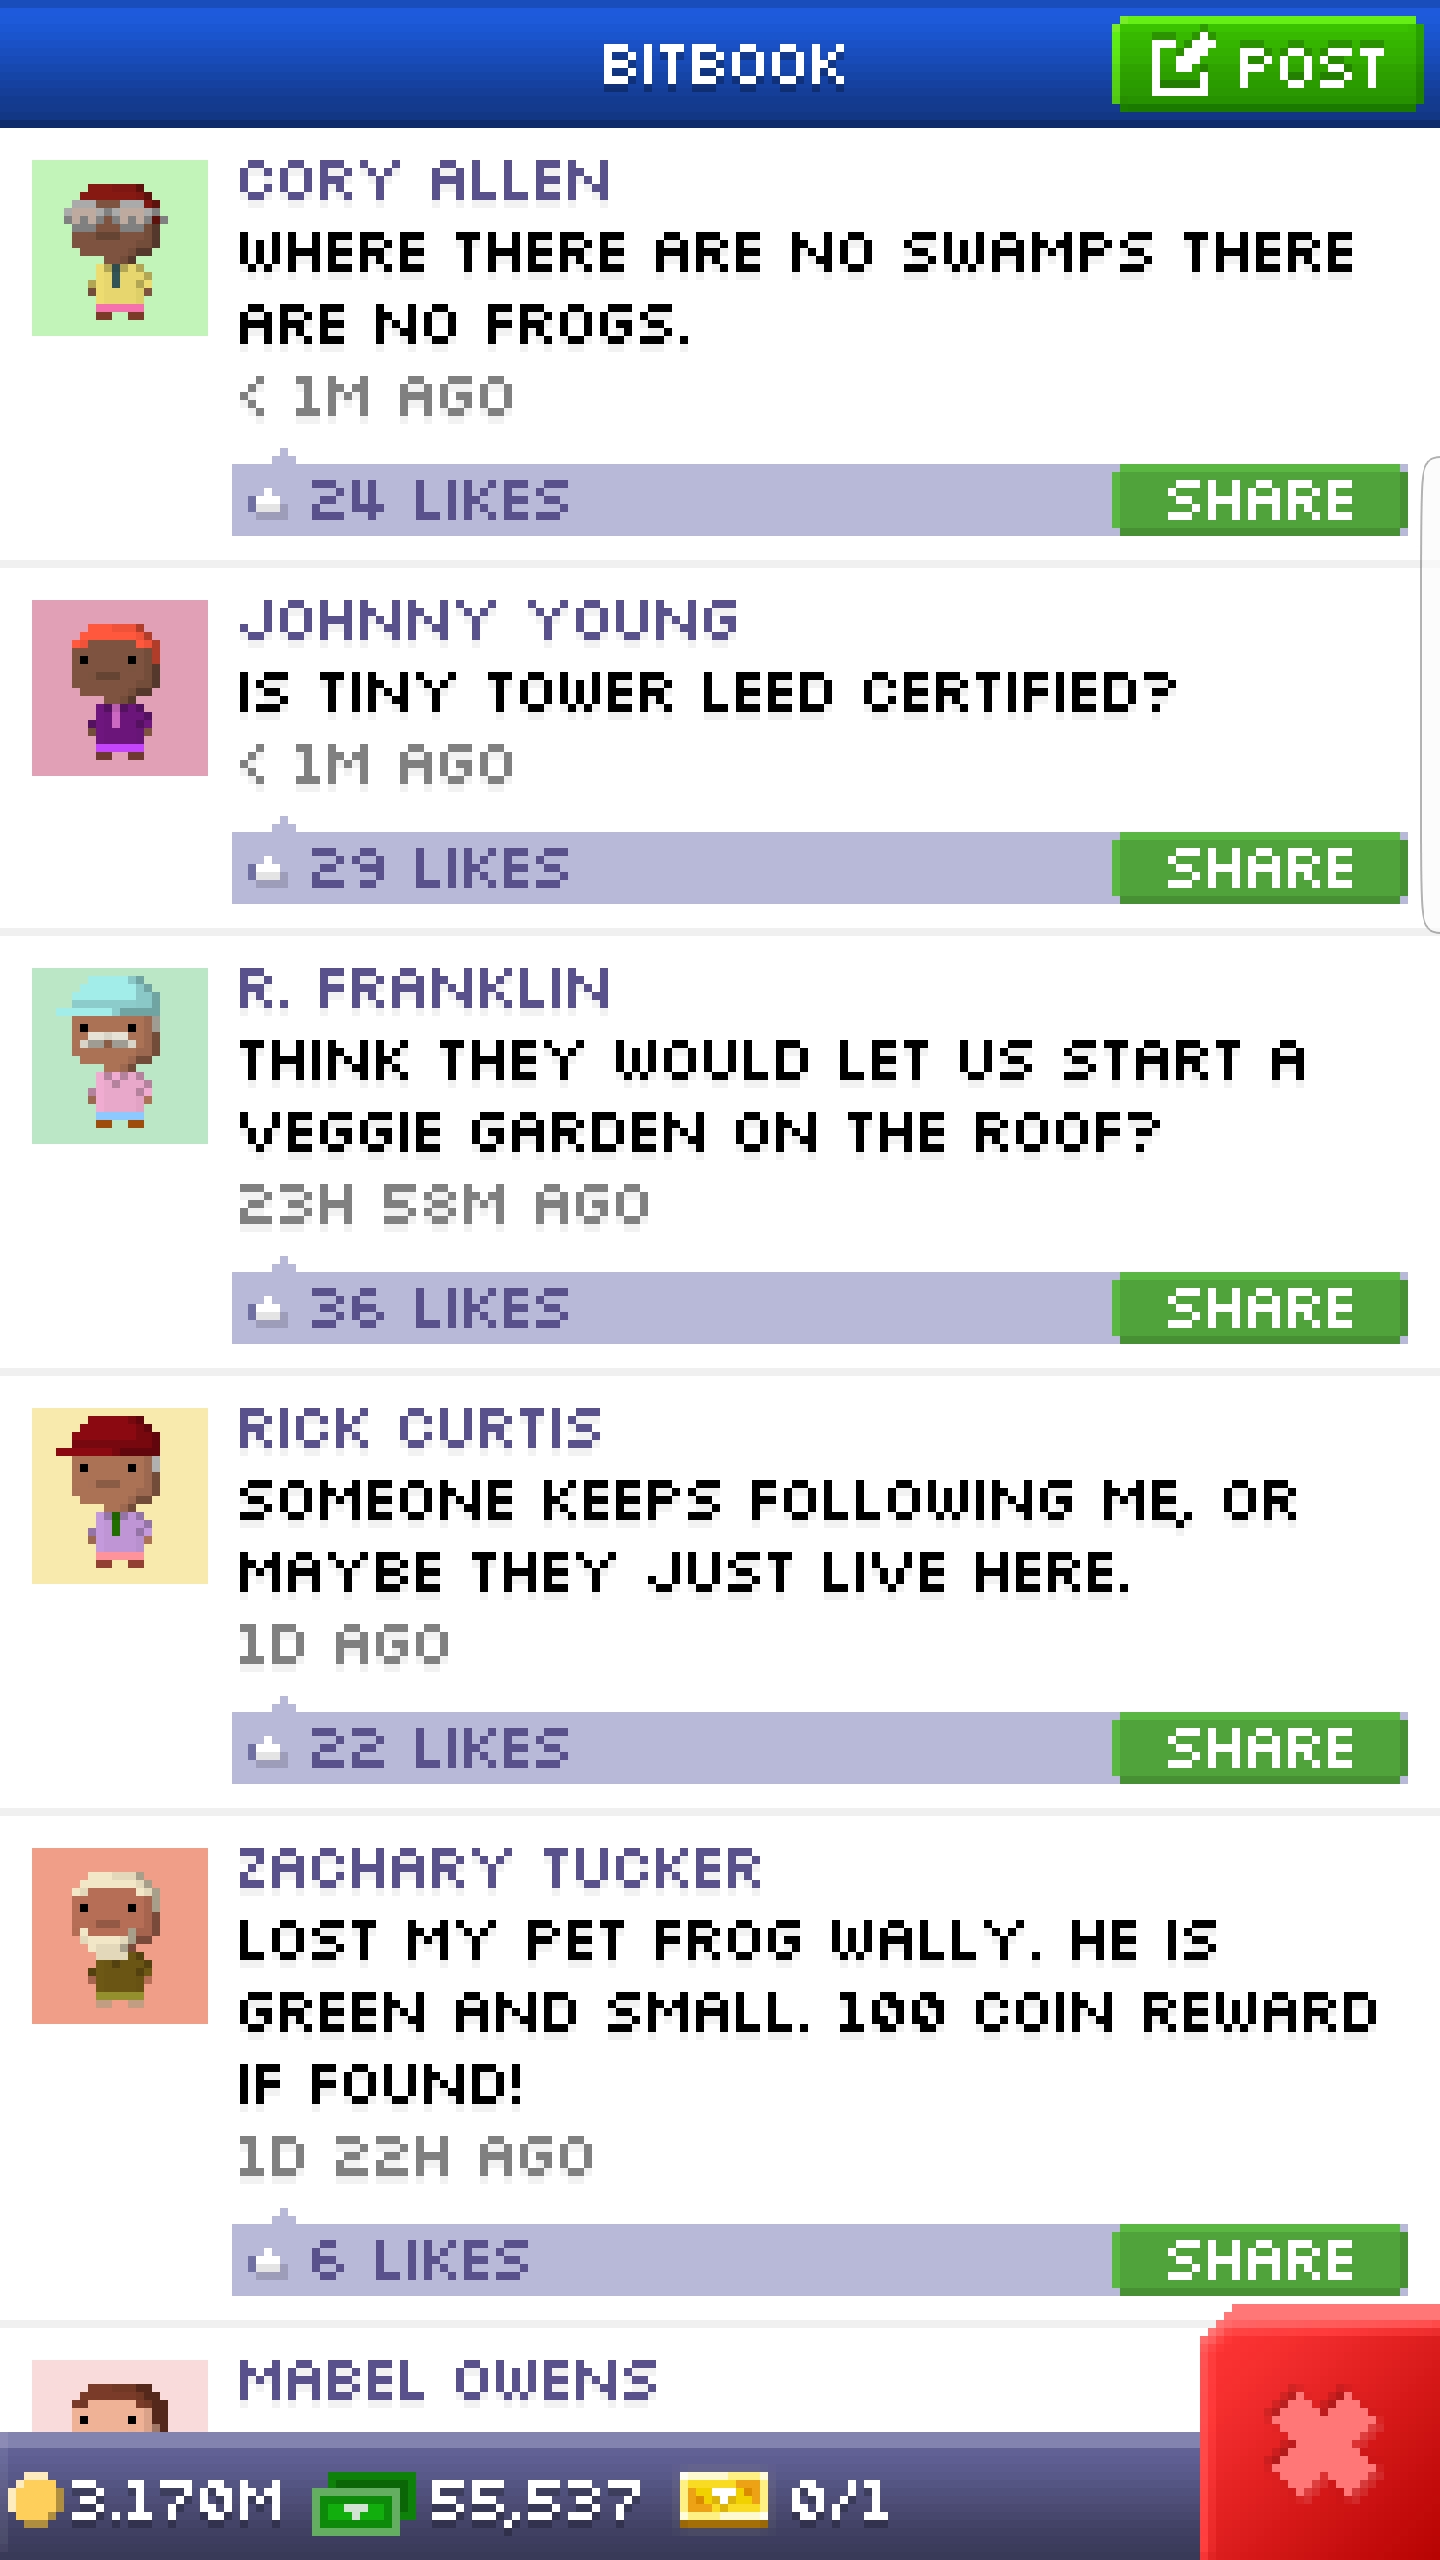 BITBOOK
POST
CORY ALLEN
WHERE THERE ARE NO SWAMPS THERE
ARE NO FROGS.
< 1M AGO
24 LIKES
SHARE
JOHNNY YOUNG
IS TINY TOWER LEED CERTIFIED?
< 1M AGO
29 LIKES
SHARE
R. FRANKLIN
THINK THEY WOULD LET US START A
VEGGIE GARDEN ON THE ROOF?
23H 58M AGO
36 LIKES
SHARE
RICK CURTIS
SOMEONE KEEPS FOLLOWING ME, OR
MAYBE THEY JUST LIVE HERE.
1D AGO
22 LIKES
SHARE
ZACHARY TUCKER
LOST MY PET FROG WALLY. HE IS
GREEN AND SMALL. 100 COIN REWARD
IF FOUND!
1D 22H AGO
6 LIKES
SHARE
MABEL OWENS
3.170M 55,537 0/1